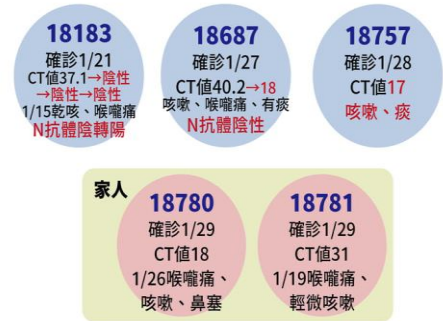 18183
確診1/21
CT值37.1→陰性
→陰性→陰性
1/15乾咳、喉嚨痛
N抗體陰轉陽
18687
確診1/27
CT值40.2→18
咳嗽、喉嚨痛、有痰
N抗體陰性
18757
確診1/28
CT值17
咳嗽、痰
家人
18780
確診1/29
CT值18
1/26喉嚨痛、
咳嗽、鼻塞
18781
確診1/29
CT值31
1/19喉嚨痛、
輕微咳嗽